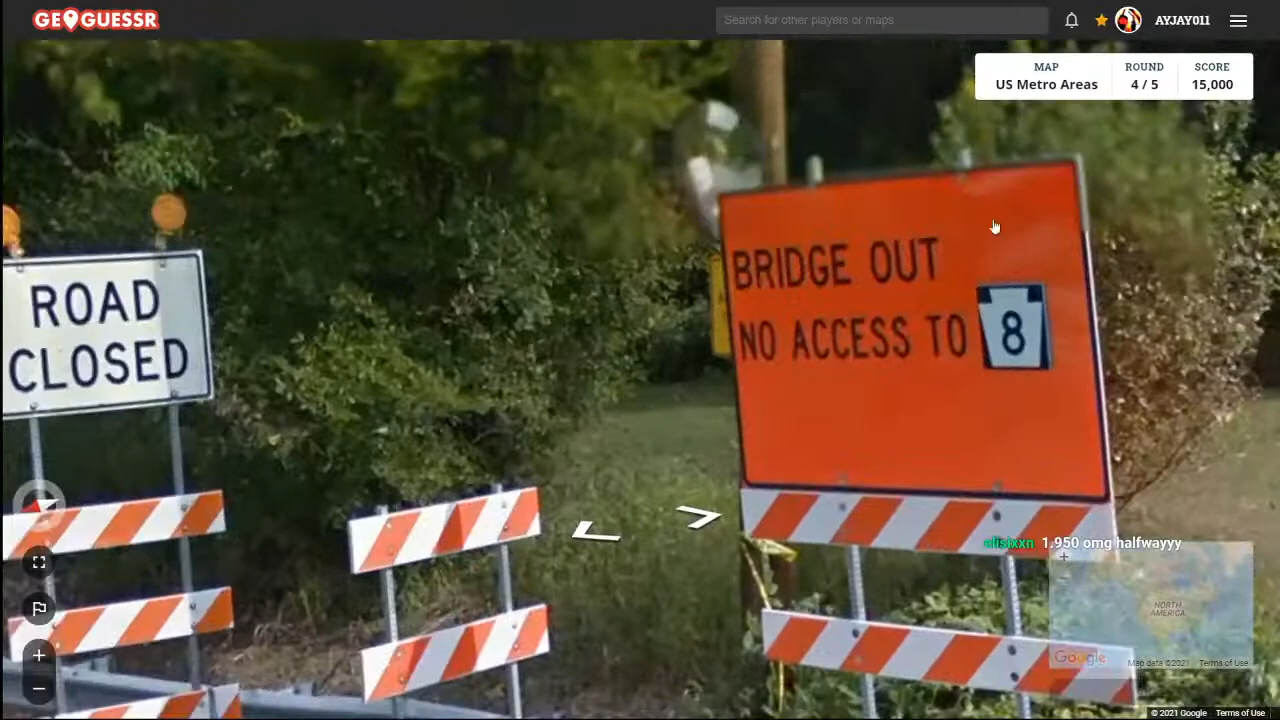 GEOGUESSR
Search for other players or maps
AYJAY011
MAP
US Metro Areas
ROUND
4 / 5
SCORE
15,000
ROAD
CLOSED
BRIDGE OUT
NO ACCESS TO 8
elisixxn 1.950 omg halfwayyy
NORTH
AMERICA
Google
Map data ©2021 Terms of Use
© 2021 Google Terms of Use